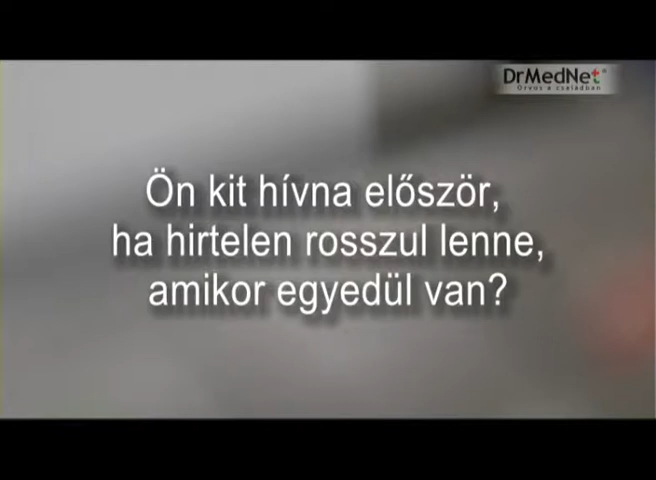 DrMedNet®
Orvos a családban
Ön kit hívna először,
ha hirtelen rosszul lenne,
amikor egyedül van?